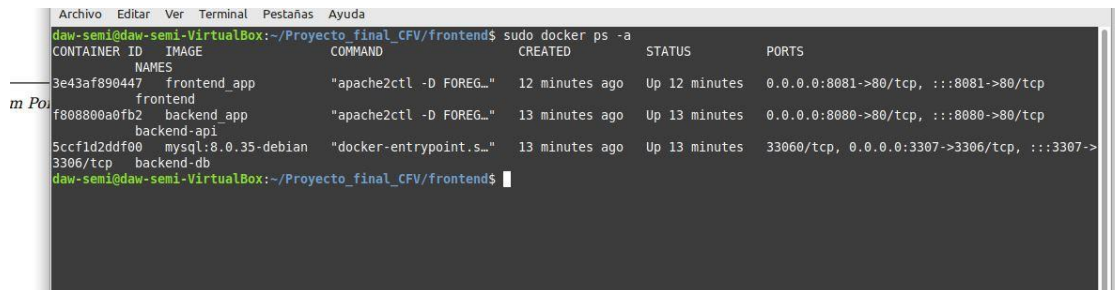 Archivo Editar Ver Terminal Pestañas Ayuda
daw-semi@daw-semi-VirtualBox:~/Proyecto_final_CFV/frontend$ sudo docker ps -a
CONTAINER ID IMAGE COMMAND CREATED STATUS PORTS
NAMES
3e43af890447 frontend_app "apache2ctl -D FOREG…" 12 minutes ago Up 12 minutes 0.0.0.0:8081->80/tcp, :::8081->80/tcp
frontend
f808800a0fb2 backend_app "apache2ctl -D FOREG…" 13 minutes ago Up 13 minutes 0.0.0.0:8080->80/tcp, :::8080->80/tcp
backend-api
5ccf1d2ddf00 mysql:8.0.35-debian "docker-entrypoint.s…" 13 minutes ago Up 13 minutes 33060/tcp, 0.0.0.0:3307->3306/tcp, :::3307->
3306/tcp backend-db
daw-semi@daw-semi-VirtualBox:~/Proyecto_final_CFV/frontend$